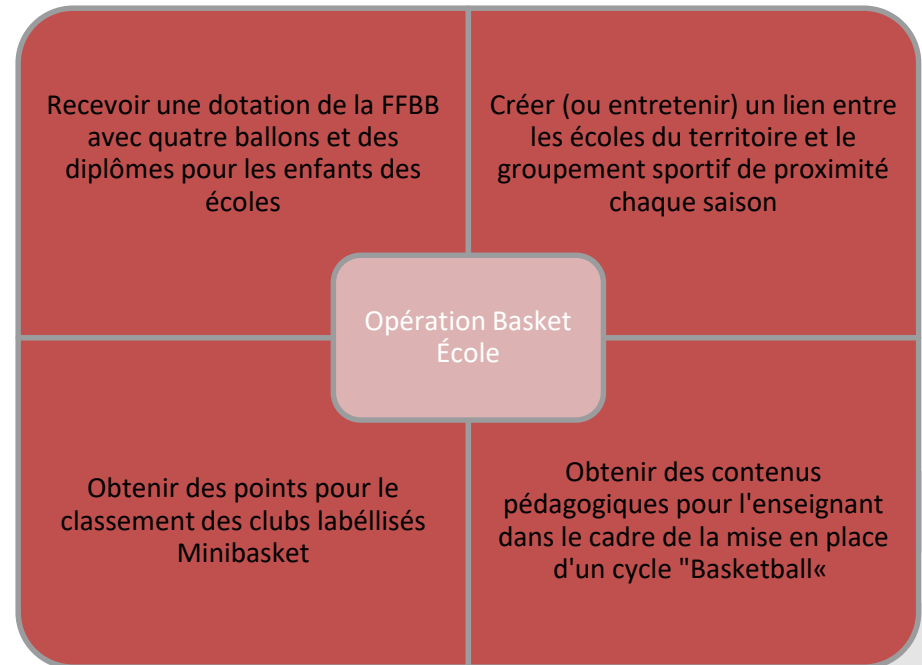 Recevoir une dotation de la FFBB
avec quatre ballons et des
diplômes pour les enfants des
écoles
Créer (ou entretenir) un lien entre
les écoles du territoire et le
groupement sportif de proximité
chaque saison
Opération Basket
École
Obtenir des points pour le
classement des clubs labéllisés
Minibasket
Obtenir des contenus
pédagogiques pour l'enseignant
dans le cadre de la mise en place
d'un cycle "Basketball«